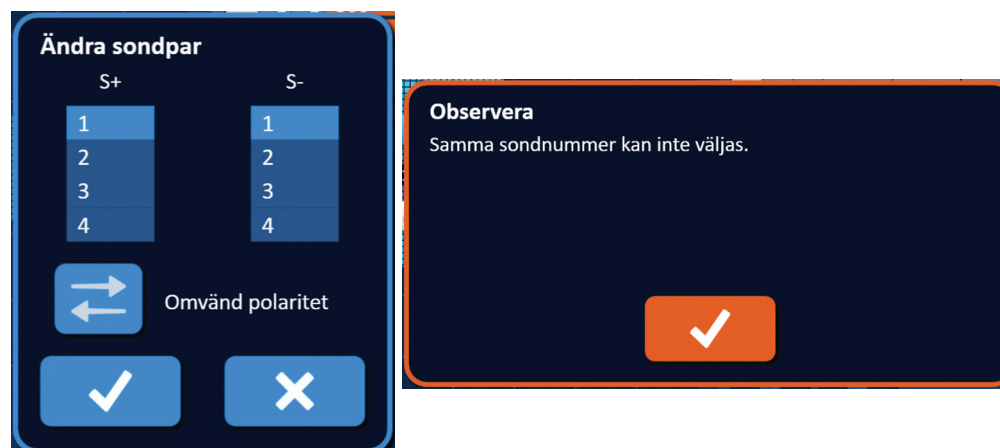 Ändra sondpar
S+ S-
1 1
2 2
3 3
4 4
Omvänd polaritet
Observera
Samma sondnummer kan inte väljas.